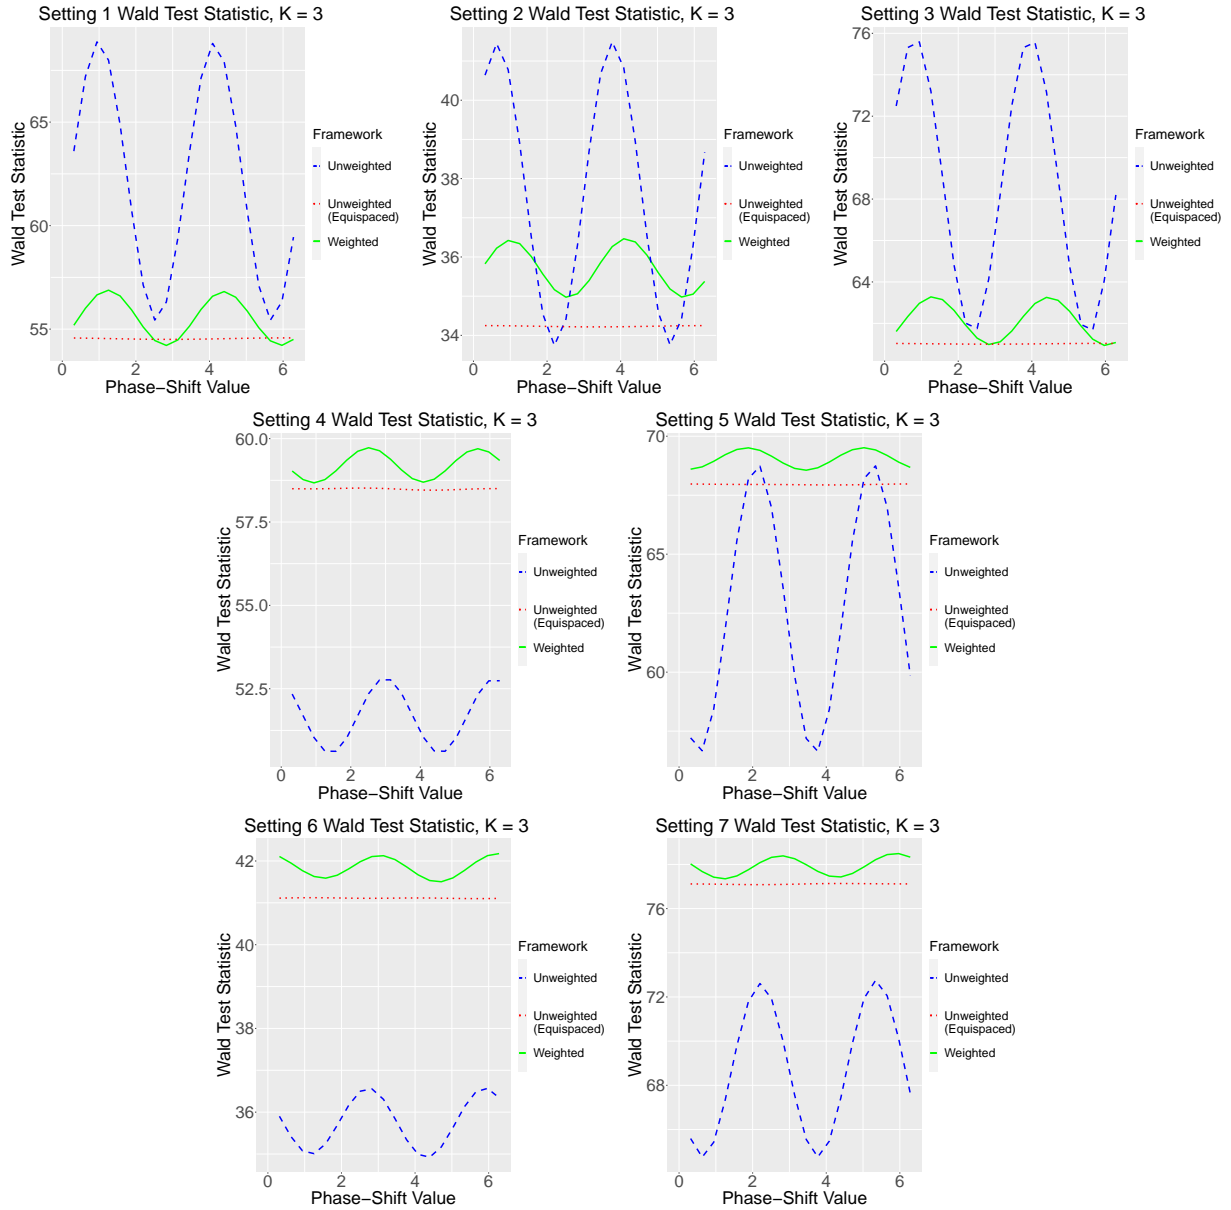 Setting 1 Wald Test Statistic, K = 3
Wald Test Statistic
65
60
55
0 2 4 6
Phase−Shift Value
Framework
Unweighted
Unweighted
(Equispaced)
Weighted
Setting 2 Wald Test Statistic, K = 3
Wald Test Statistic
40
38
36
34
0 2 4 6
Phase−Shift Value
Framework
Unweighted
Unweighted
(Equispaced)
Weighted
Setting 3 Wald Test Statistic, K = 3
Wald Test Statistic
76
72
68
64
0 2 4 6
Phase−Shift Value
Framework
Unweighted
Unweighted
(Equispaced)
Weighted
Setting 4 Wald Test Statistic, K = 3
Wald Test Statistic
60.0
57.5
55.0
52.5
0 2 4 6
Phase−Shift Value
Framework
Unweighted
Unweighted
(Equispaced)
Weighted
Setting 5 Wald Test Statistic, K = 3
Wald Test Statistic
70
65
60
0 2 4 6
Phase−Shift Value
Framework
Unweighted
Unweighted
(Equispaced)
Weighted
Setting 6 Wald Test Statistic, K = 3
Wald Test Statistic
42
40
38
36
0 2 4 6
Phase−Shift Value
Framework
Unweighted
Unweighted
(Equispaced)
Weighted
Setting 7 Wald Test Statistic, K = 3
Wald Test Statistic
76
72
68
0 2 4 6
Phase−Shift Value
Framework
Unweighted
Unweighted
(Equispaced)
Weighted